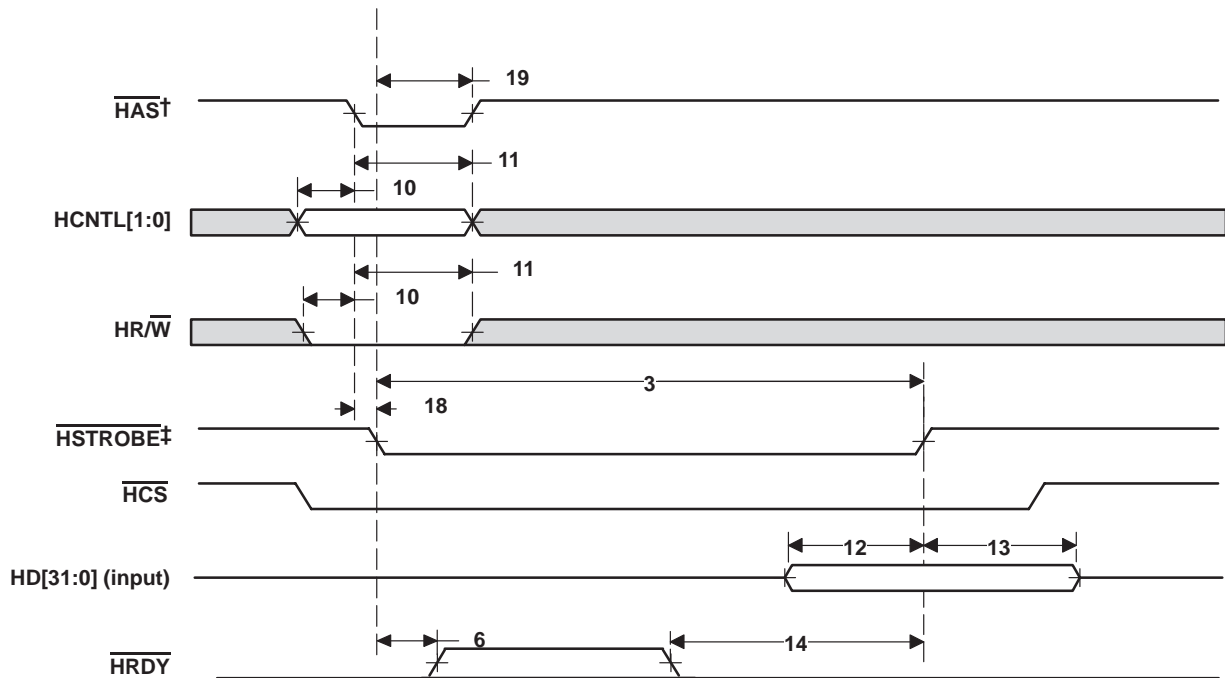 19
HAS†
11
10
HCNTL[1:0]
11
10
HR/W
3
18
HSTROBE‡
HCS
12 13
HD[31:0] (input)
6 14
HRDY